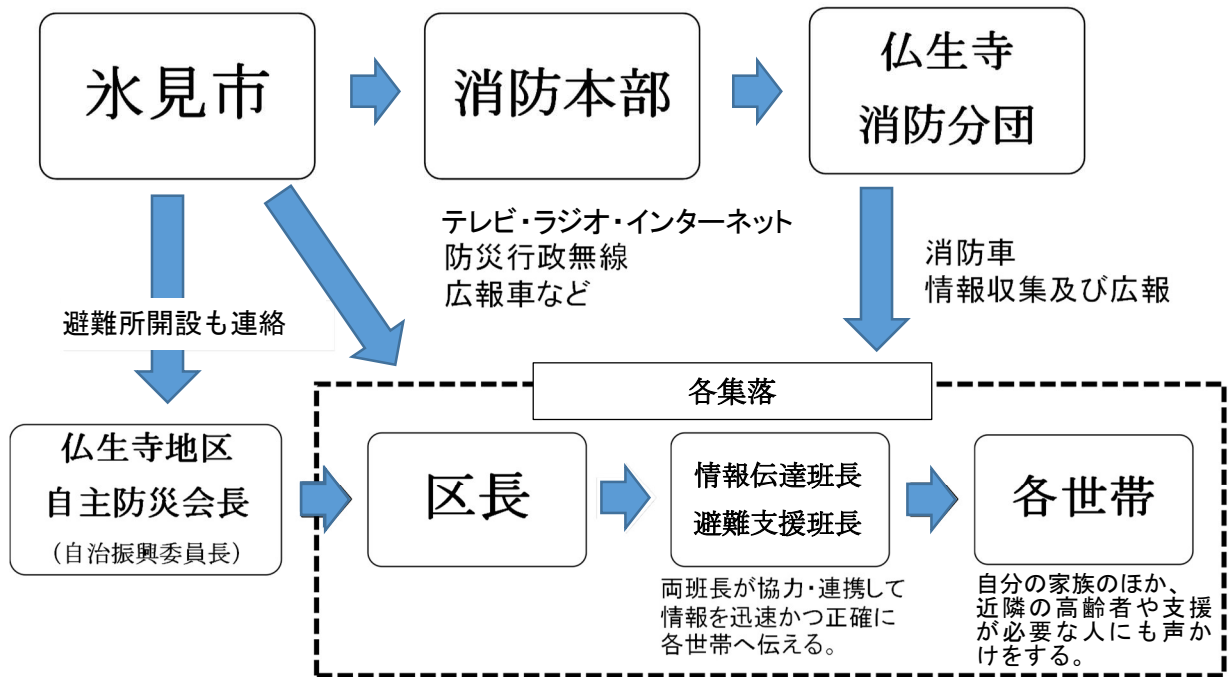 氷見市
消防本部
仏生寺
消防分団
テレビ・ラジオ・インターネット
防災行政無線
広報車など
消防車
情報収集及び広報
避難所開設も連絡
各集落
仏生寺地区
自主防災会長
(自治振興委員長)
区長
情報伝達班長
避難支援班長
各世帯
両班長が協力・連携して
情報を迅速かつ正確に
各世帯へ伝える。
自分の家族のほか、
近隣の高齢者や支援
が必要な人にも声か
けをする。